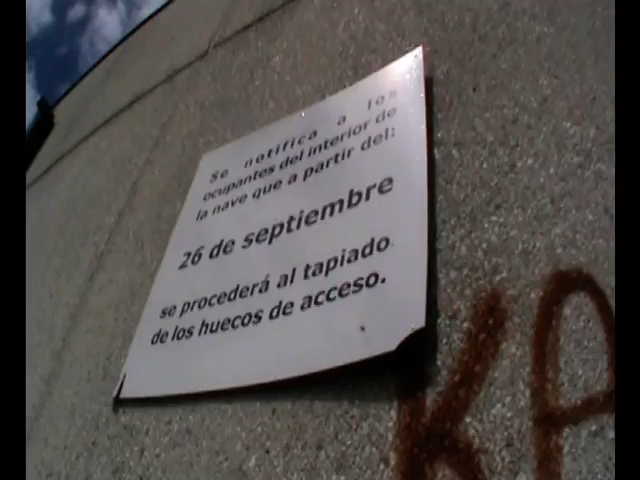 Se notifica a los
ocupantes del interior de
la nave que a partir del:
26 de septiembre
se procederá al tapiado
de los huecos de acceso.
KA